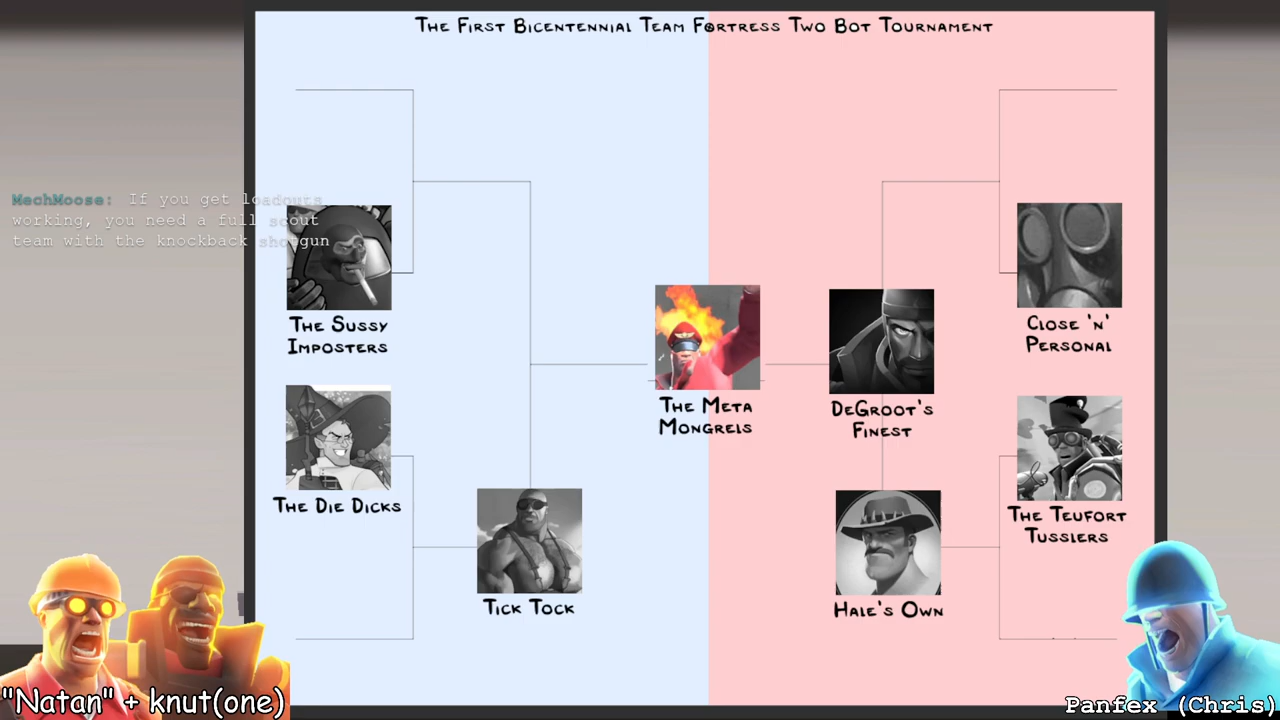 The First Bicentennial Team Fortress Two Bot Tournament
MechMoose: If you get loadouts
working, you need a full scout
team with the knockback shotgun
The Sussy
Imposters
The Die Dicks
Tick Tock
The Meta
Mongrels
DeGroot's
Finest
Hale's Own
Close 'n'
Personal
The Teufort
Tusslers
"Natan" + knut(one)
Panfex (Chris)